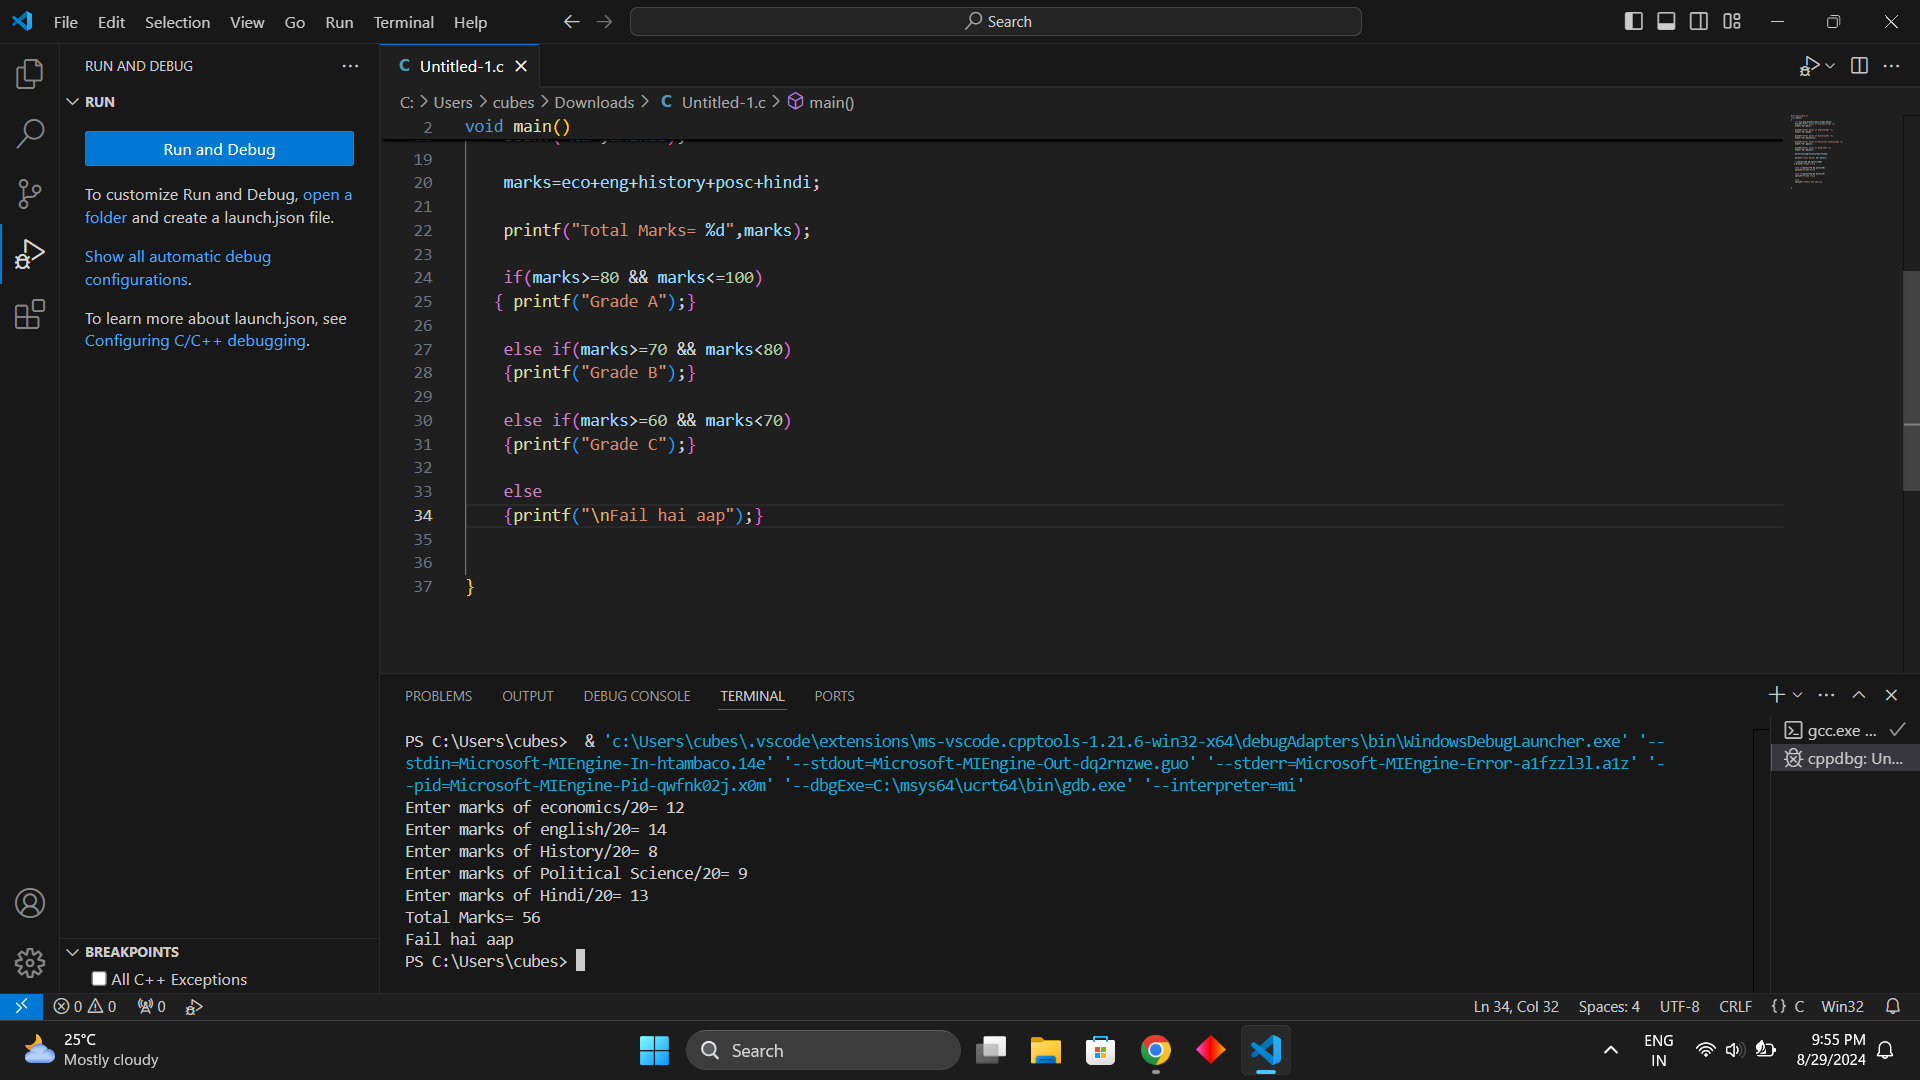 File Edit Selection View Go Run Terminal Help
Search
RUN AND DEBUG
RUN
Run and Debug
To customize Run and Debug, open a
folder and create a launch.json file.
Show all automatic debug
configurations.
To learn more about launch.json, see
Configuring C/C++ debugging.
BREAKPOINTS
All C++ Exceptions
C Untitled-1.c
C: > Users > cubes > Downloads > C Untitled-1.c > main()
2 void main()
19
20 marks=eco+eng+history+posc+hindi;
21
22 printf("Total Marks= %d",marks);
23
24 if(marks>=80 && marks<=100)
25 { printf("Grade A");}
26
27 else if(marks>=70 && marks<80)
28 {printf("Grade B");}
29
30 else if(marks>=60 && marks<70)
31 {printf("Grade C");}
32
33 else
34 {printf("\nFail hai aap");}
35
36
37 }
PROBLEMS OUTPUT DEBUG CONSOLE TERMINAL PORTS
PS C:\Users\cubes> & 'c:\Users\cubes\.vscode\extensions\ms-vscode.cpptools-1.21.6-win32-x64\debugAdapters\bin\WindowsDebugLauncher.exe' '--
stdin=Microsoft-MIEngine-In-htambaco.14e' '--stdout=Microsoft-MIEngine-Out-dq2rnzwe.guo' '--stderr=Microsoft-MIEngine-Error-a1fzzl3l.a1z' '-
-pid=Microsoft-MIEngine-Pid-qwfnk02j.x0m' '--dbgExe=C:\msys64\ucrt64\bin\gdb.exe' '--interpreter=mi'
Enter marks of economics/20= 12
Enter marks of english/20= 14
Enter marks of History/20= 8
Enter marks of Political Science/20= 9
Enter marks of Hindi/20= 13
Total Marks= 56
Fail hai aap
PS C:\Users\cubes>
gcc.exe ...
cppdbg: Un...
0 0 0
Ln 34, Col 32 Spaces: 4 UTF-8 CRLF {} C Win32
25°C
Mostly cloudy
Search
ENG
IN
9:55 PM
8/29/2024